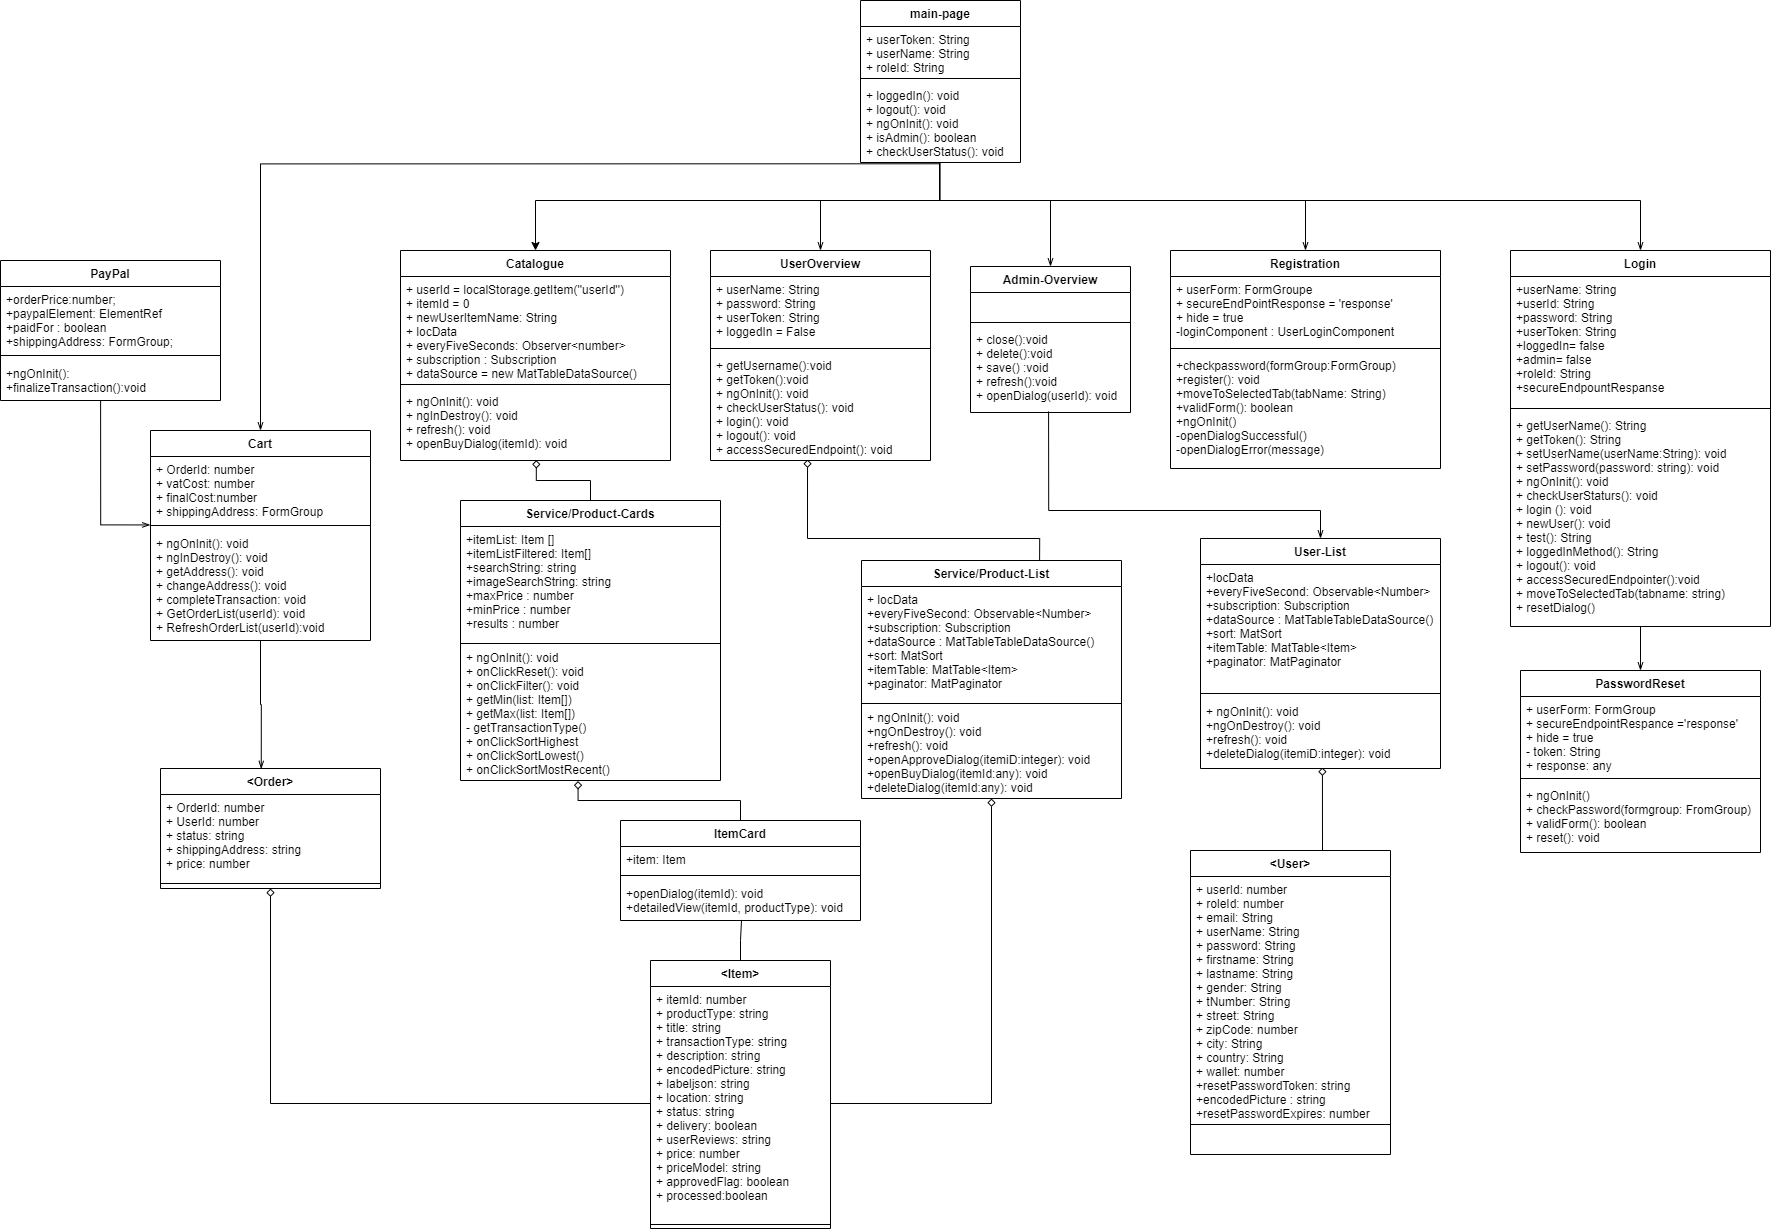 main-page
+ userToken: String
+ userName: String
+ roleId: String
+ loggedIn(): void
+ logout(): void
+ ngOnInit(): void
+ isAdmin(): boolean
+ checkUserStatus(): void
PayPal
+orderPrice:number;
+paypalElement: ElementRef
+paidFor : boolean
+shippingAddress: FormGroup;
+ngOnInit():
+finalizeTransaction():void
Cart
+ OrderId: number
+ vatCost: number
+ finalCost:number
+ shippingAddress: FormGroup
+ ngOnInit(): void
+ ngInDestroy(): void
+ getAddress(): void
+ changeAddress(): void
+ completeTransaction: void
+ GetOrderList(userId): void
+ RefreshOrderList(userId):void
<Order>
+ OrderId: number
+ UserId: number
+ status: string
+ shippingAddress: string
+ price: number
Catalogue
+ userId = localStorage.getItem("userId")
+ itemId = 0
+ newUserItemName: String
+ locData
+ everyFiveSeconds: Observer<number>
+ subscription : Subscription
+ dataSource = new MatTableDataSource()
+ ngOnInit(): void
+ ngInDestroy(): void
+ refresh(): void
+ openBuyDialog(itemId): void
Service/Product-Cards
+itemList: Item []
+itemListFiltered: Item[]
+searchString: string
+imageSearchString: string
+maxPrice : number
+minPrice : number
+results : number
+ ngOnInit(): void
+ onClickReset(): void
+ onClickFilter(): void
+ getMin(list: Item[])
+ getMax(list: Item[])
- getTransactionType()
+ onClickSortHighest
+ onClickSortLowest()
+ onClickSortMostRecent()
ItemCard
+item: Item
+openDialog(itemId): void
+detailedView(itemId, productType): void
<Item>
+ itemId: number
+ productType: string
+ title: string
+ transactionType: string
+ description: string
+ encodedPicture: string
+ labeljson: string
+ location: string
+ status: string
+ delivery: boolean
+ userReviews: string
+ price: number
+ priceModel: string
+ approvedFlag: boolean
+ processed:boolean
UserOverview
+ userName: String
+ password: String
+ userToken: String
+ loggedIn = False
+ getUsername():void
+ getToken():void
+ ngOnInit(): void
+ checkUserStatus(): void
+ login(): void
+ logout(): void
+ accessSecuredEndpoint(): void
Service/Product-List
+ locData
+everyFiveSecond: Observable<Number>
+subscription: Subscription
+dataSource : MatTableTableDataSource()
+sort: MatSort
+itemTable: MatTable<Item>
+paginator: MatPaginator
+ ngOnInit(): void
+ngOnDestroy(): void
+refresh(): void
+openApproveDialog(itemiD:integer): void
+openBuyDialog(itemId:any): void
+deleteDialog(itemId:any): void
Admin-Overview
+ close():void
+ delete():void
+ save() :void
+ refresh():void
+ openDialog(userId): void
User-List
+locData
+everyFiveSecond: Observable<Number>
+subscription: Subscription
+dataSource : MatTableTableDataSource()
+sort: MatSort
+itemTable: MatTable<Item>
+paginator: MatPaginator
+ ngOnInit(): void
+ngOnDestroy(): void
+refresh(): void
+deleteDialog(itemiD:integer): void
<User>
+ userId: number
+ roleId: number
+ email: String
+ userName: String
+ password: String
+ firstname: String
+ lastname: String
+ gender: String
+ tNumber: String
+ street: String
+ zipCode: number
+ city: String
+ country: String
+ wallet: number
+resetPasswordToken: string
+encodedPicture : string
+resetPasswordExpires: number
Registration
+ userForm: FormGroupe
+ secureEndPointResponse = 'response'
+ hide = true
-loginComponent : UserLoginComponent
+checkpassword(formGroup:FormGroup)
+register(): void
+moveToSelectedTab(tabName: String)
+validForm(): boolean
+ngOnInit()
-openDialogSuccessful()
-openDialogError(message)
Login
+userName: String
+userId: String
+password: String
+userToken: String
+loggedIn= false
+admin= false
+roleId: String
+secureEndpountRespanse
+ getUserName(): String
+ getToken(): String
+ setUserName(userName:String): void
+ setPassword(password: string): void
+ ngOnInit(): void
+ checkUserStaturs(): void
+ login (): void
+ newUser(): void
+ test(): String
+ loggedInMethod(): String
+ logout(): void
+ accessSecuredEndpointer():void
+ moveToSelectedTab(tabname: string)
+ resetDialog()
PasswordReset
+ userForm: FormGroup
+ secureEndpointRespance ='response'
+ hide = true
- token: String
+ response: any
+ ngOnInit()
+ checkPassword(formgroup: FromGroup)
+ validForm(): boolean
+ reset(): void